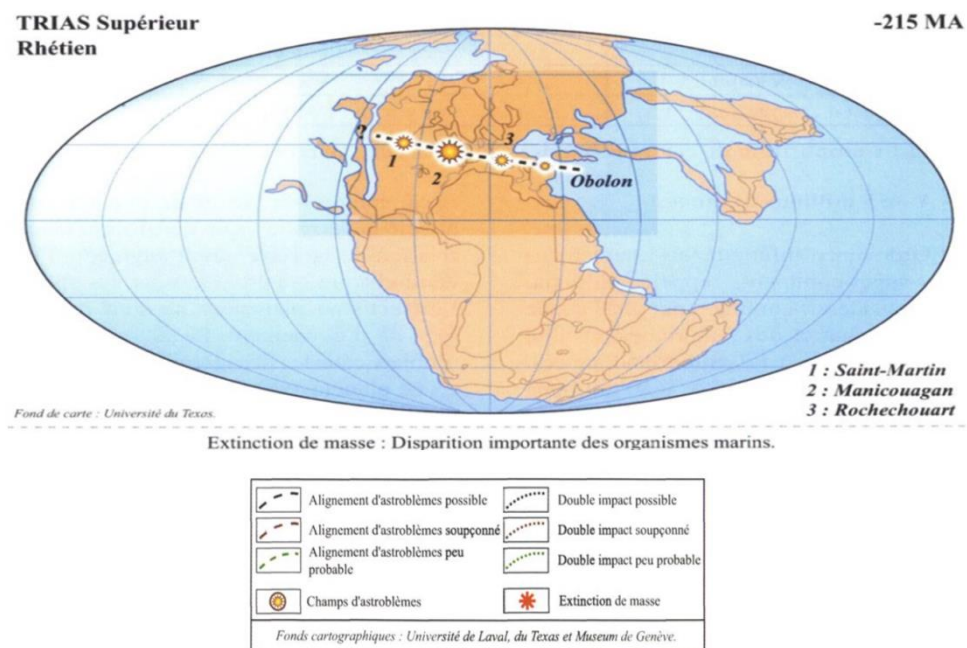 TRIAS Supérieur
Rhétien
-215 MA
?
1
2
3
Obolon
1 : Saint-Martin
2 : Manicouagan
3 : Rochechouart
Fond de carte : Université du Texas.
Extinction de masse : Disparition importante des organismes marins.
Alignement d'astroblèmes possible
Alignement d'astroblèmes soupçonné
Alignement d'astroblèmes peu
probable
Champs d'astroblèmes
Double impact possible
Double impact soupçonné
Double impact peu probable
Extinction de masse
Fonds cartographiques : Université de Laval, du Texas et Museum de Genève.